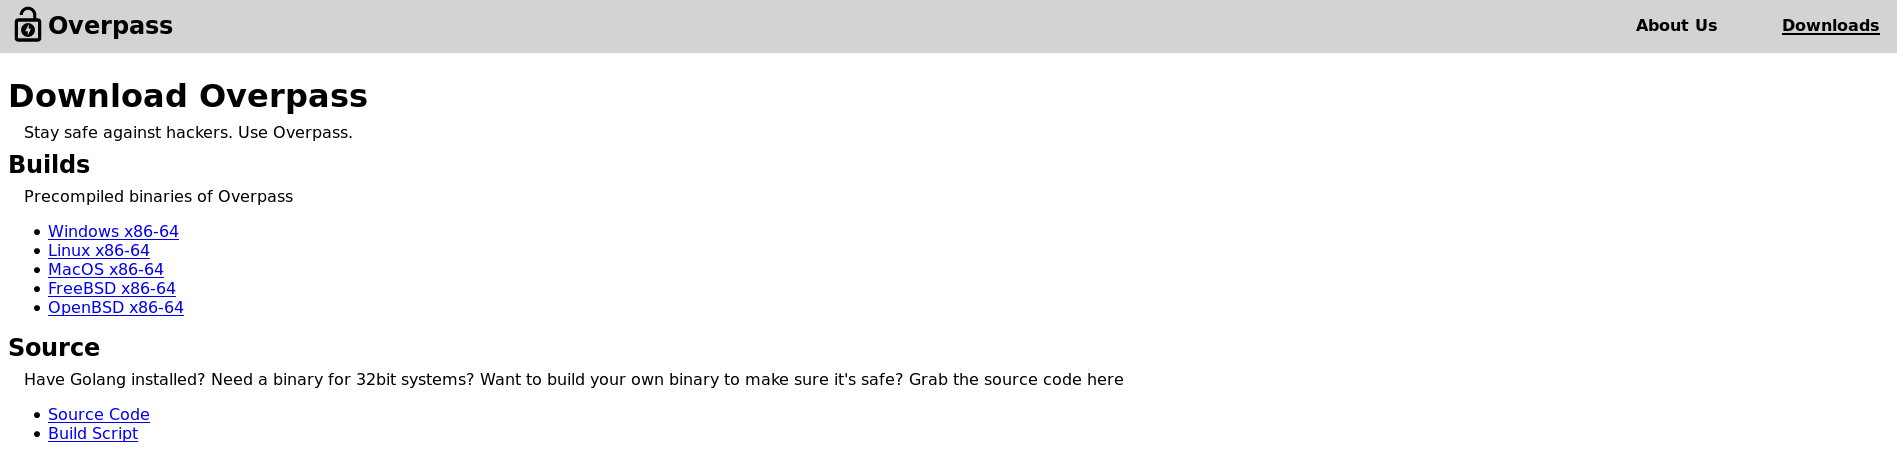 Overpass
About Us
Downloads
Download Overpass
Stay safe against hackers. Use Overpass.
Builds
Precompiled binaries of Overpass
Windows x86-64
Linux x86-64
MacOS x86-64
FreeBSD x86-64
OpenBSD x86-64
Source
Have Golang installed? Need a binary for 32bit systems? Want to build your own binary to make sure it's safe? Grab the source code here
Source Code
Build Script